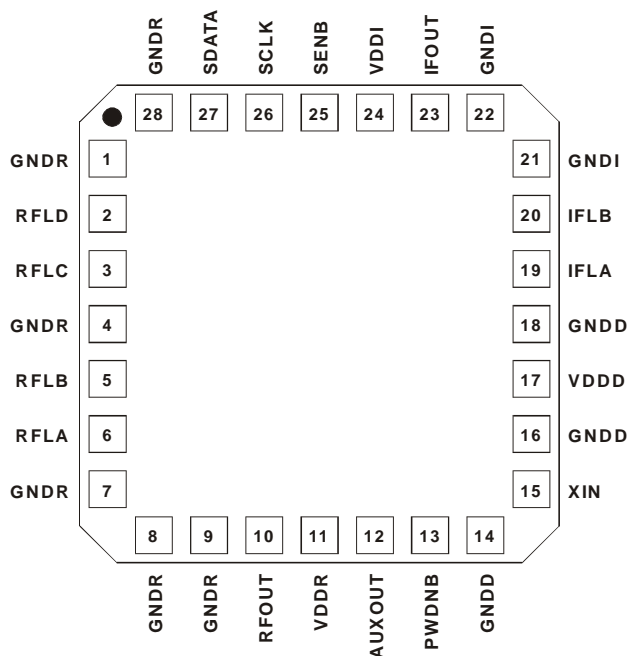 GNDR SDATA SCLK SENB VDDI IFOUT GNDI
28 27 26 25 24 23 22
GNDR 1 21 GNDI
RFLD 2 20 IFLB
RFLC 3 19 IFLA
GNDR 4 18 GNDD
RFLB 5 17 VDDD
RFLA 6 16 GNDD
GNDR 7 15 XIN
8 9 10 11 12 13 14
GNDR GNDR RFOUT VDDR AUXOUT PWDNB GNDD